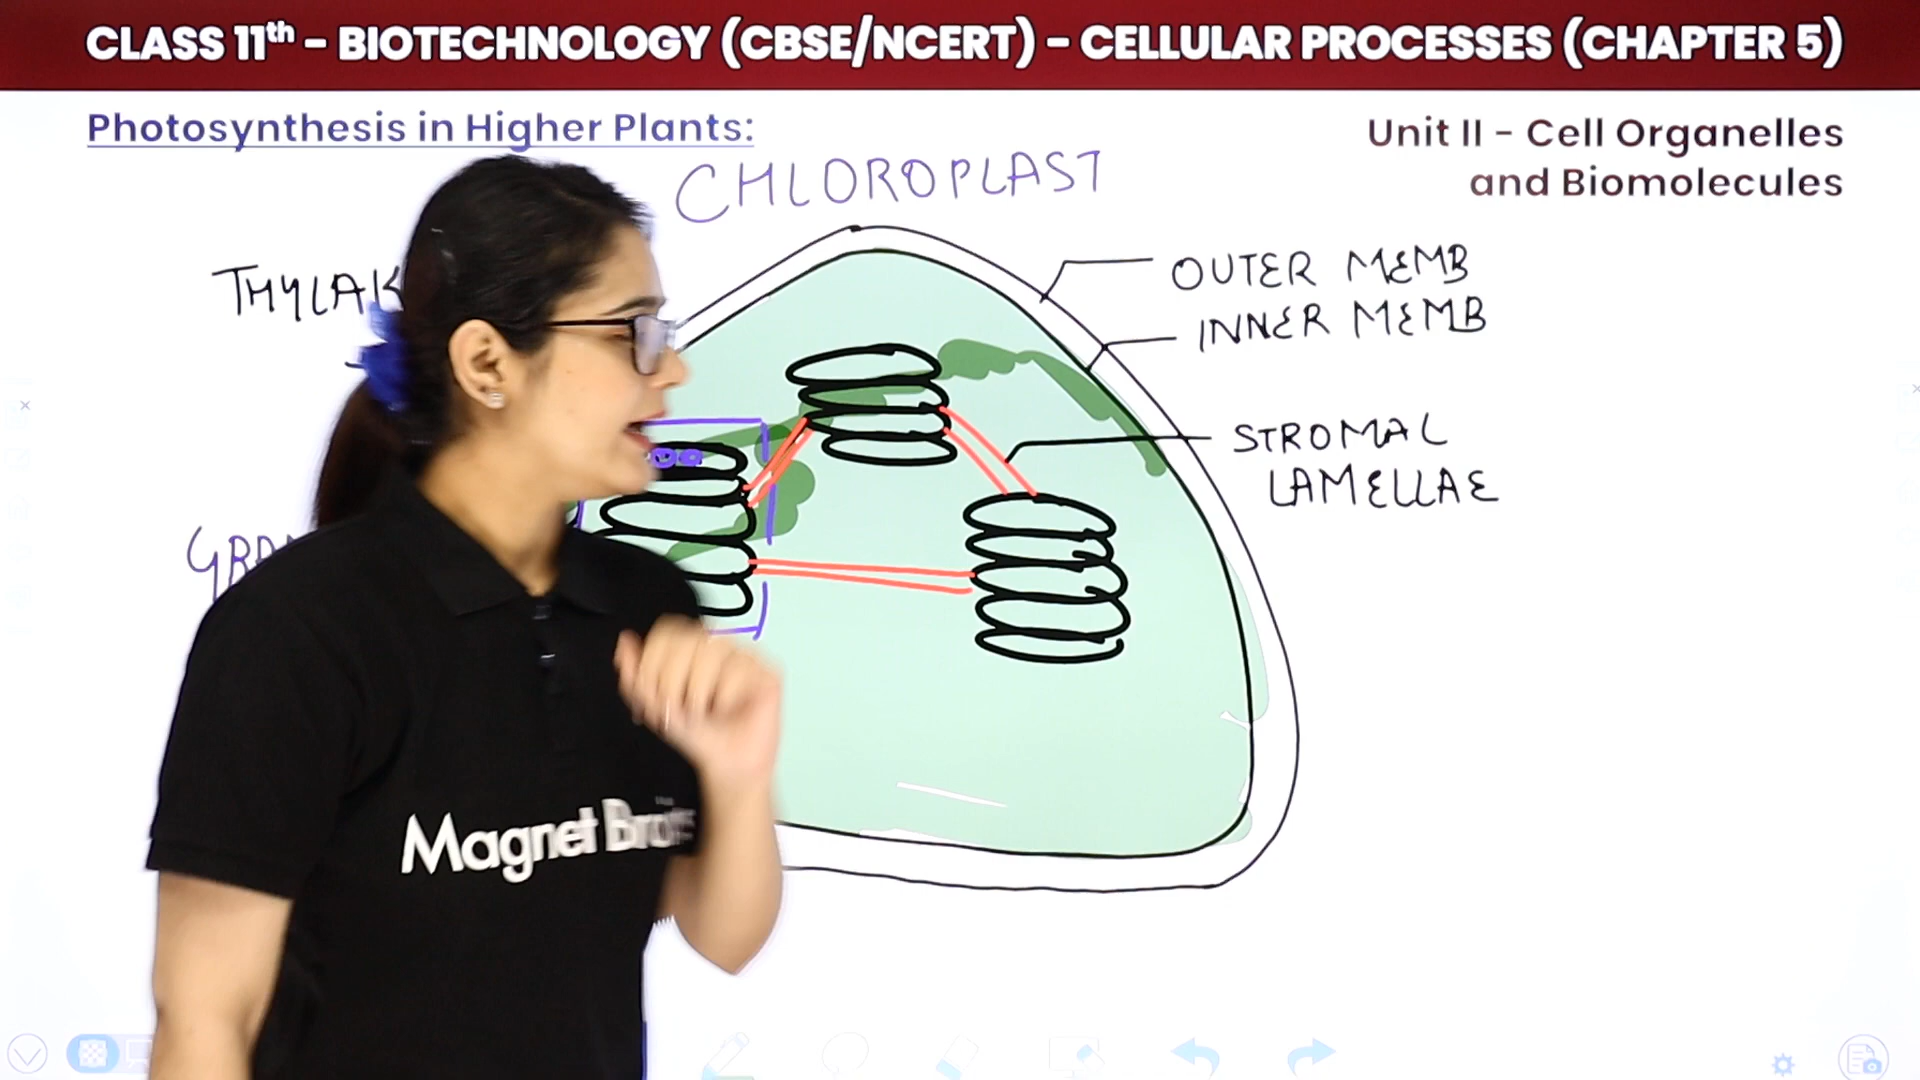 CLASS 11th – BIOTECHNOLOGY (CBSE/NCERT) – CELLULAR PROCESSES (CHAPTER 5)
Photosynthesis in Higher Plants:
Unit II – Cell Organelles
and Biomolecules
CHLOROPLAST
OUTER MEMB
INNER MEMB
STROMAL
LAMELLAE
Magnet